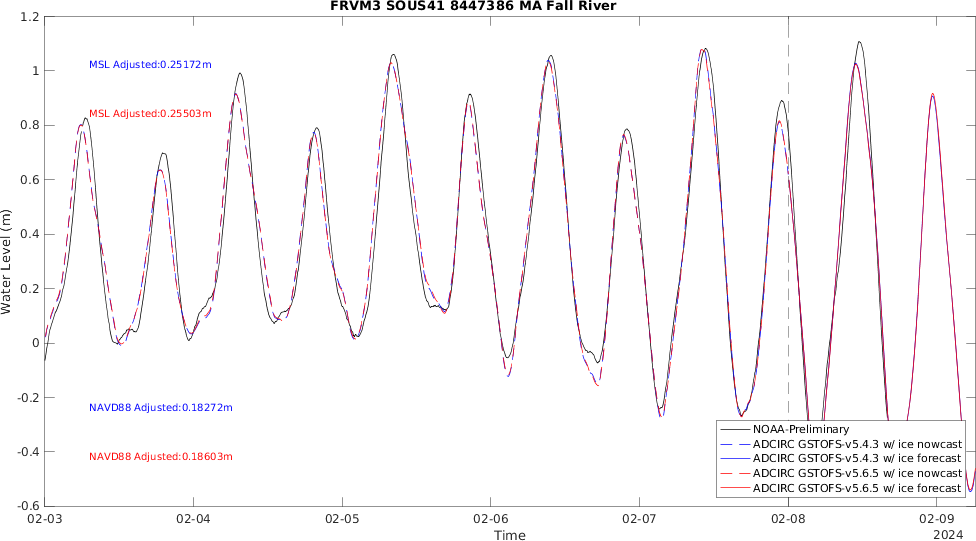 FRVM3 SOUS41 8447386 MA Fall River
1.2
1
0.8
0.6
0.4
0.2
0
-0.2
-0.4
-0.6
Water Level (m)
MSL Adjusted:0.25172m
MSL Adjusted:0.25503m
NAVD88 Adjusted:0.18272m
NAVD88 Adjusted:0.18603m
NOAA-Preliminary
ADCIRC GSTOFS-v5.4.3 w/ ice nowcast
ADCIRC GSTOFS-v5.4.3 w/ ice forecast
ADCIRC GSTOFS-v5.6.5 w/ ice nowcast
ADCIRC GSTOFS-v5.6.5 w/ ice forecast
02-03 02-04 02-05 02-06 02-07 02-08 02-09
Time
2024